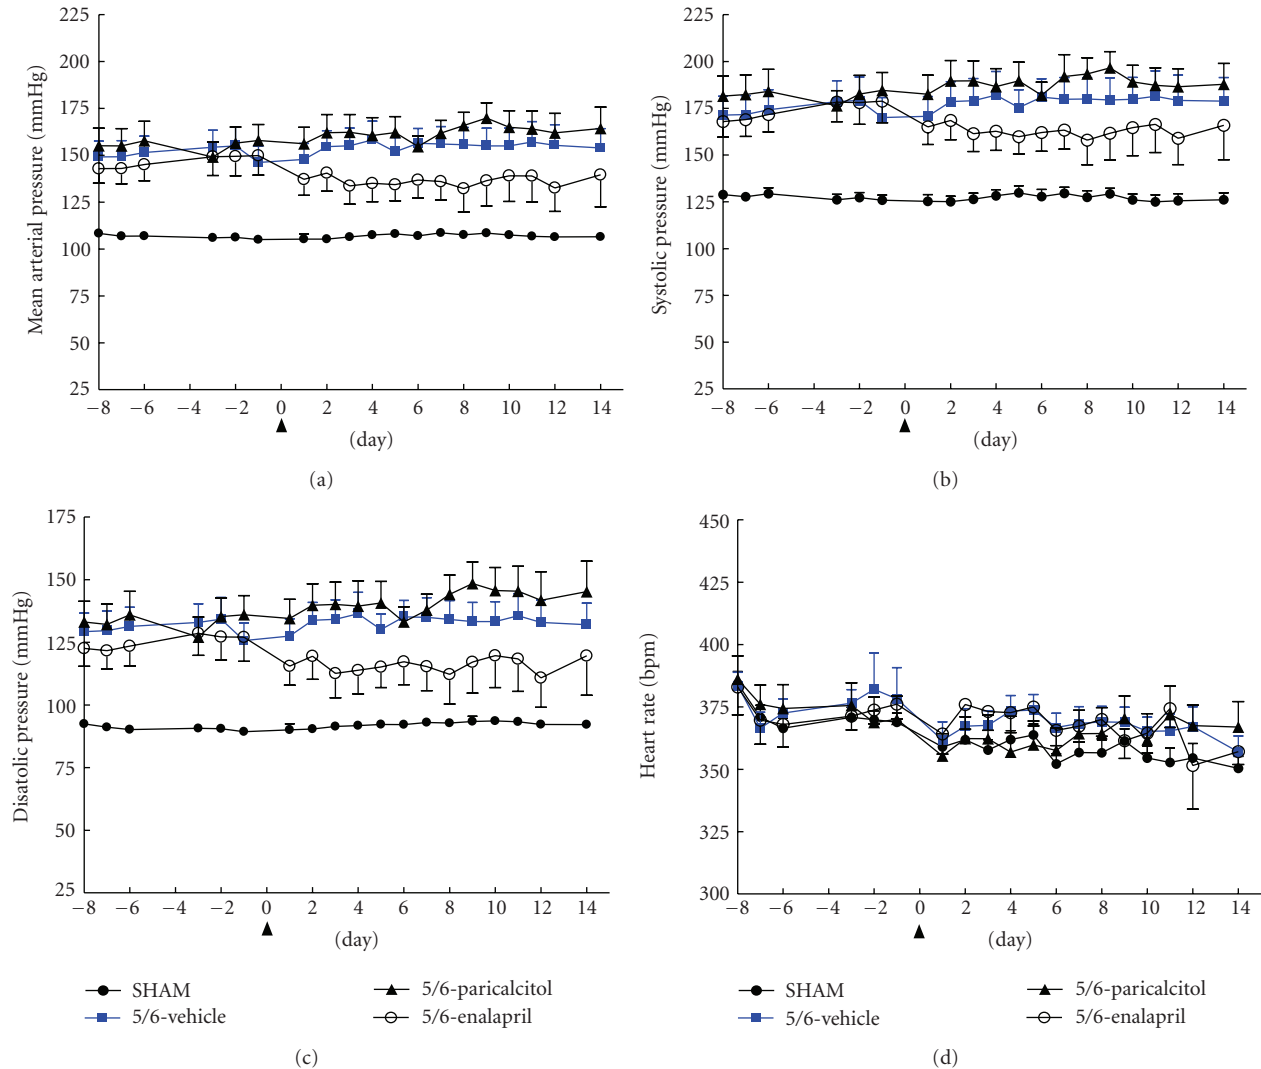 225
200
175
150
125
100
75
50
25
Mean arterial pressure (mmHg)
−8 −6 −4 −2 0 2 4 6 8 10 12 14
(day)
(a)
225
200
175
150
125
100
75
50
25
Systolic pressure (mmHg)
−8 −6 −4 −2 0 2 4 6 8 10 12 14
(day)
(b)
175
150
125
100
75
50
25
Disatolic pressure (mmHg)
−8 −6 −4 −2 0 2 4 6 8 10 12 14
(day)
SHAM
5/6-vehicle
5/6-paricalcitol
5/6-enalapril
(c)
450
425
400
375
350
325
300
Heart rate (bpm)
−8 −6 −4 −2 0 2 4 6 8 10 12 14
(day)
SHAM
5/6-vehicle
5/6-paricalcitol
5/6-enalapril
(d)